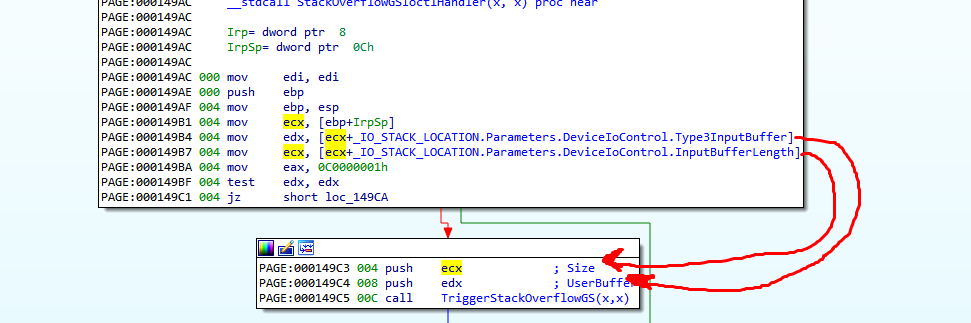 PAGE:000149AC __stdcall StackOverflowGSIoctlHandler(x, x) proc near
PAGE:000149AC
PAGE:000149AC Irp= dword ptr 8
PAGE:000149AC IrpSp= dword ptr 0Ch
PAGE:000149AC
PAGE:000149AC 000 mov edi, edi
PAGE:000149AE 000 push ebp
PAGE:000149AF 004 mov ebp, esp
PAGE:000149B1 004 mov ecx, [ebp+IrpSp]
PAGE:000149B4 004 mov edx, [ecx+_IO_STACK_LOCATION.Parameters.DeviceIoControl.Type3InputBuffer]
PAGE:000149B7 004 mov ecx, [ecx+_IO_STACK_LOCATION.Parameters.DeviceIoControl.InputBufferLength]
PAGE:000149BA 004 mov eax, 0C0000001h
PAGE:000149BF 004 test edx, edx
PAGE:000149C1 004 jz short loc_149CA
PAGE:000149C3 004 push ecx ; Size
PAGE:000149C4 008 push edx ; UserBuffer
PAGE:000149C5 00C call TriggerStackOverflowGS(x,x)